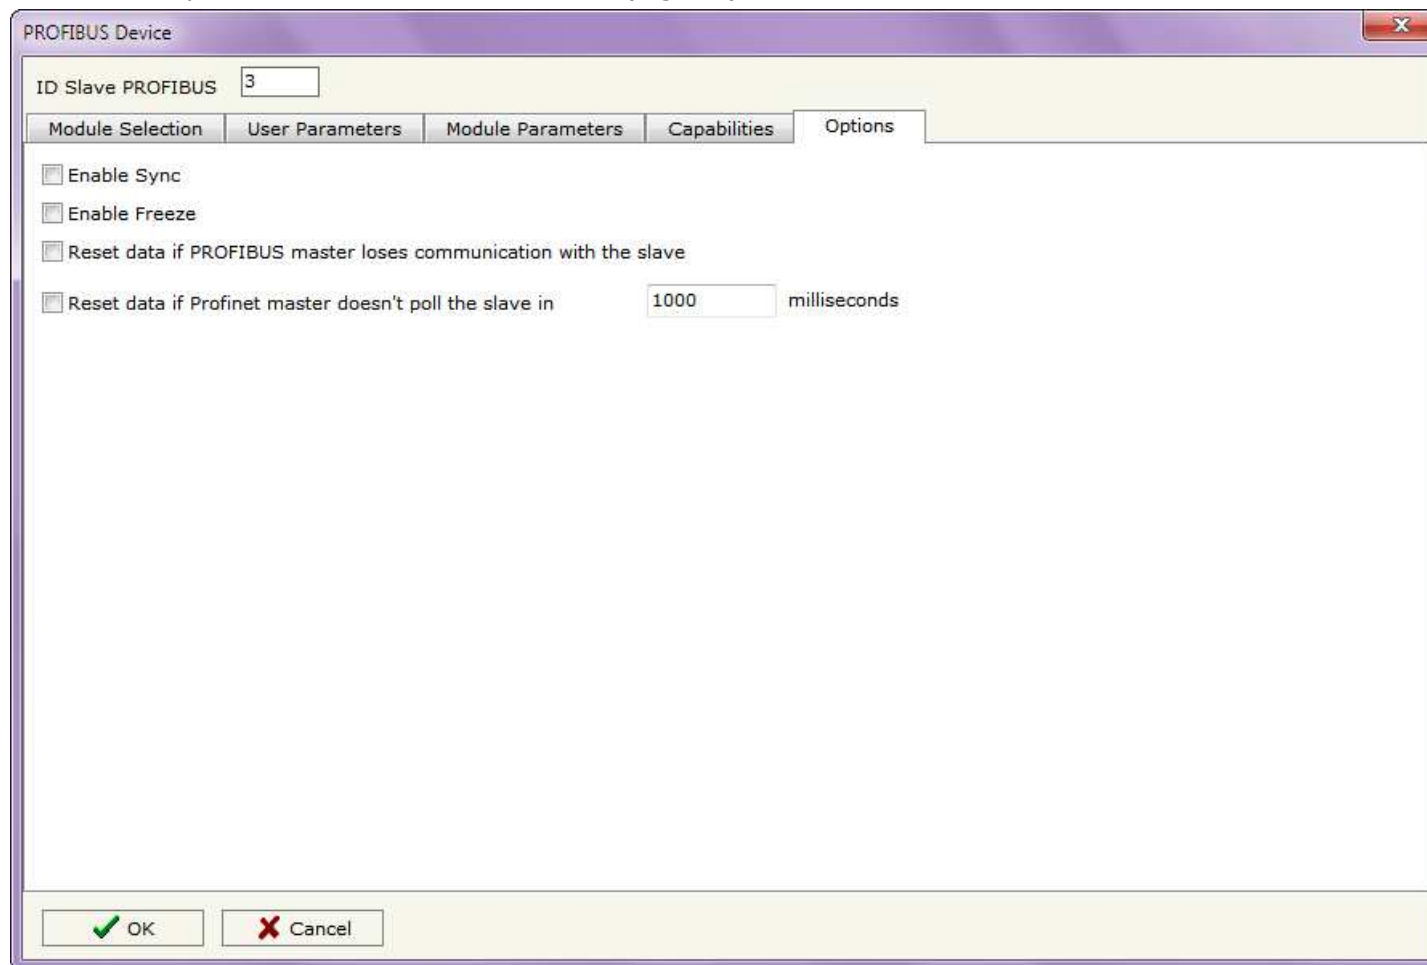 PROFIBUS Device
ID Slave PROFIBUS 3
Module Selection User Parameters Module Parameters Capabilities Options
Enable Sync
Enable Freeze
Reset data if PROFIBUS master loses communication with the slave
Reset data if Profinet master doesn't poll the slave in 1000 milliseconds
OK Cancel